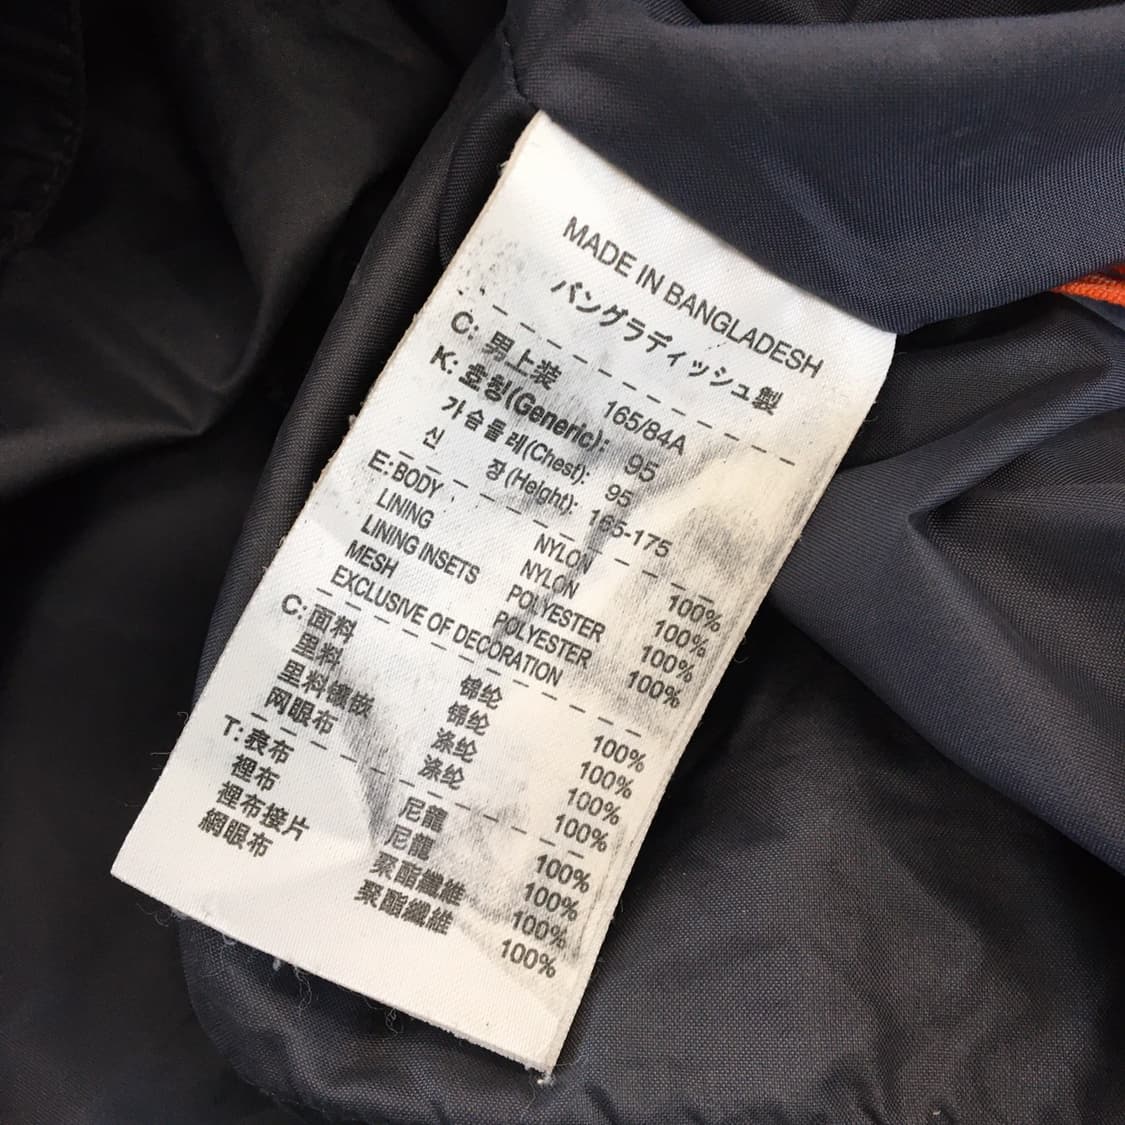 MADE IN BANGLADESH
バングラディッシュ製
C: 男上装 165/84A
K: 호칭(Generic): 95
가슴둘레(Chest): 95
신 장(Height): 165-175
E: BODY NYLON 100%
LINING NYLON 100%
LINING INSETS POLYESTER 100%
MESH POLYESTER 100%
EXCLUSIVE OF DECORATION
C: 面料 锦纶 100%
里料 锦纶 100%
里料镶嵌 涤纶 100%
网眼布 涤纶 100%
T: 表布 尼龍 100%
裡布 尼龍 100%
裡布接片 聚酯纖維 100%
網眼布 聚酯纖維 100%